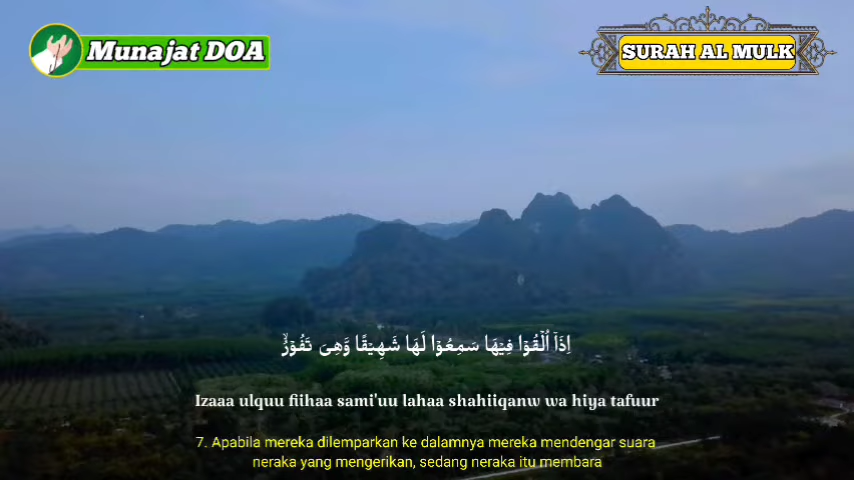 Munajat DOA
SURAH AL MULK
اِذَآ اُلْقُوْا فِيْهَا سَمِعُوْا لَهَا شَهِيْقًا وَّهِيَ تَفُوْرُۙ
Izaaa ulquu fiihaa sami'uu lahaa shahiiqanw wa hiya tafuur
7. Apabila mereka dilemparkan ke dalamnya mereka mendengar suara
neraka yang mengerikan, sedang neraka itu membara